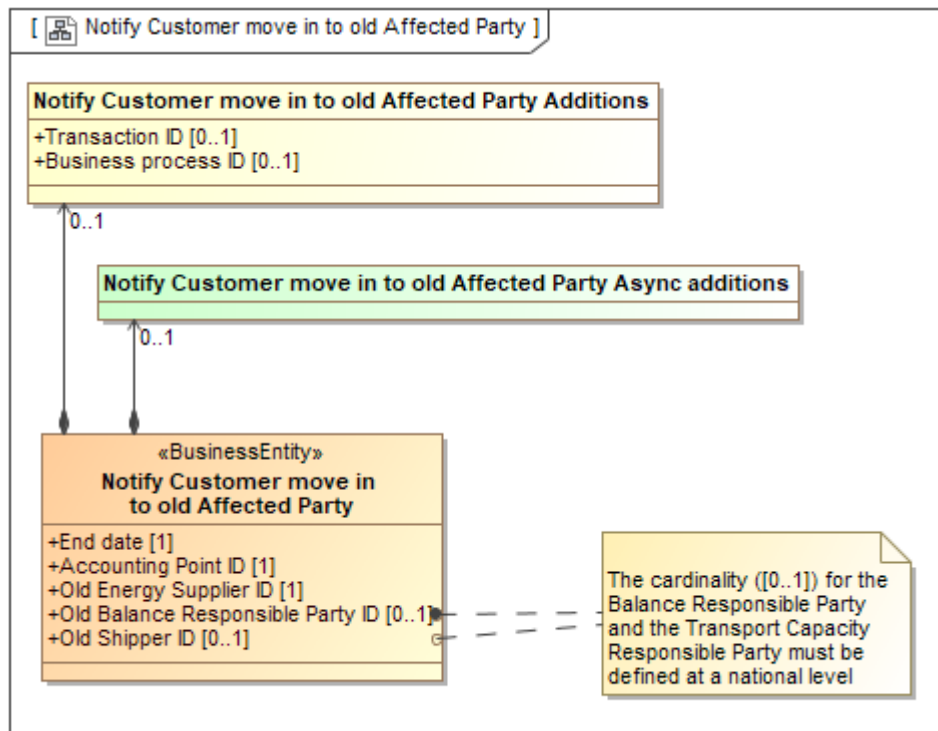 [ Notify Customer move in to old Affected Party ]
Notify Customer move in to old Affected Party Additions
+Transaction ID [0..1]
+Business process ID [0..1]
0..1
Notify Customer move in to old Affected Party Async additions
0..1
«BusinessEntity»
Notify Customer move in
to old Affected Party
+End date [1]
+Accounting Point ID [1]
+Old Energy Supplier ID [1]
+Old Balance Responsible Party ID [0..1]
+Old Shipper ID [0..1]
The cardinality ([0..1]) for the
Balance Responsible Party
and the Transport Capacity
Responsible Party must be
defined at a national level